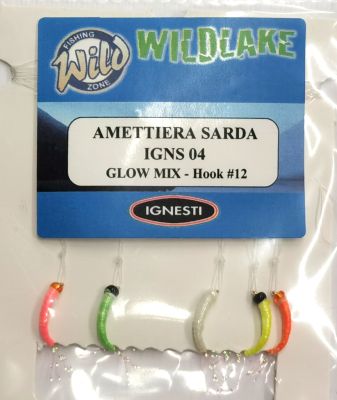 FISHING
Wild
ZONE
WILDLAKE
AMETTIERA SARDA
IGNS 04
GLOW MIX - Hook #12
IGNESTI